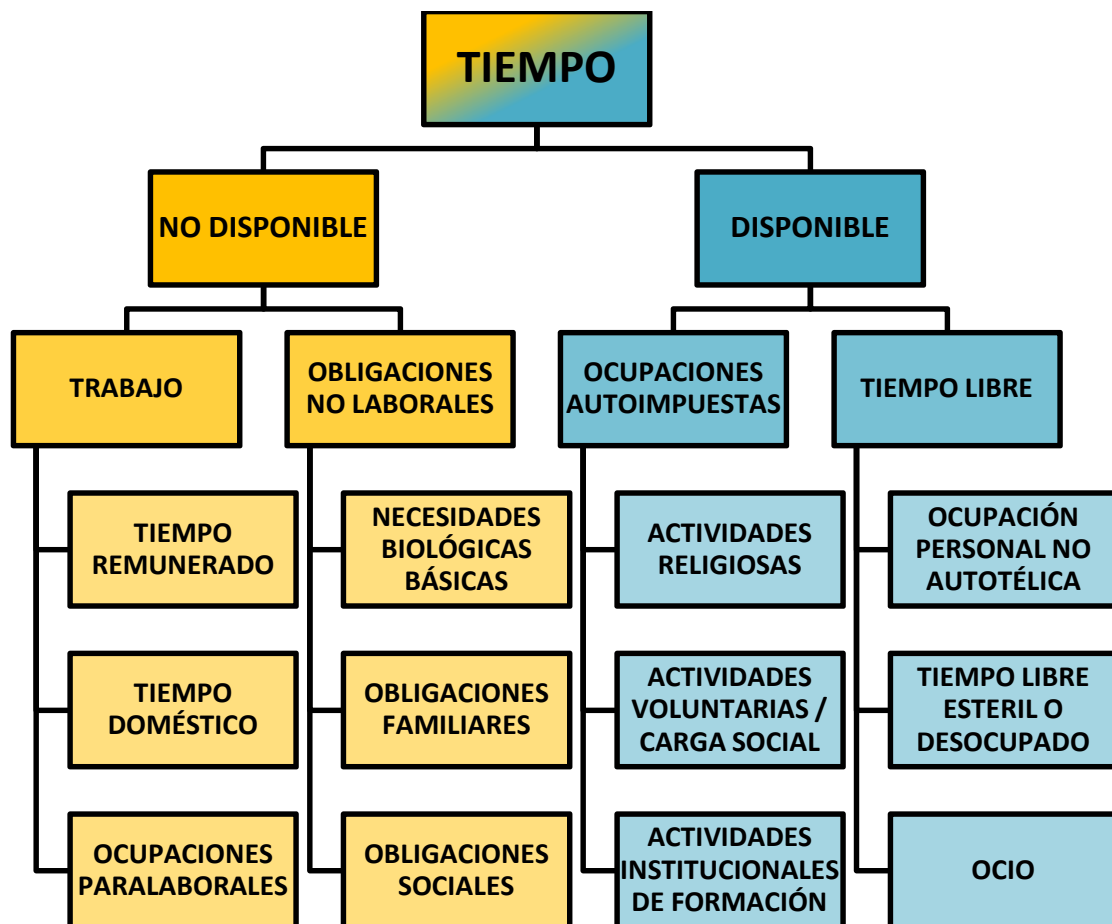 TIEMPO
NO DISPONIBLE
DISPONIBLE
TRABAJO
OBLIGACIONES
NO LABORALES
OCUPACIONES
AUTOIMPUESTAS
TIEMPO LIBRE
TIEMPO
REMUNERADO
NECESIDADES
BIOLÓGICAS
BÁSICAS
ACTIVIDADES
RELIGIOSAS
OCUPACIÓN
PERSONAL NO
AUTOTÉLICA
TIEMPO
DOMÉSTICO
OBLIGACIONES
FAMILIARES
ACTIVIDADES
VOLUNTARIAS /
CARGA SOCIAL
TIEMPO LIBRE
ESTERIL O
DESOCUPADO
OCUPACIONES
PARALABORALES
OBLIGACIONES
SOCIALES
ACTIVIDADES
INSTITUCIONALES
DE FORMACIÓN
OCIO